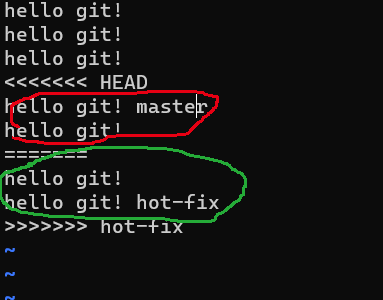 hello git!
hello git!
hello git!
<<<<<<< HEAD
hello git! master
hello git!
=======
hello git!
hello git! hot-fix
>>>>>>> hot-fix
~
~
~